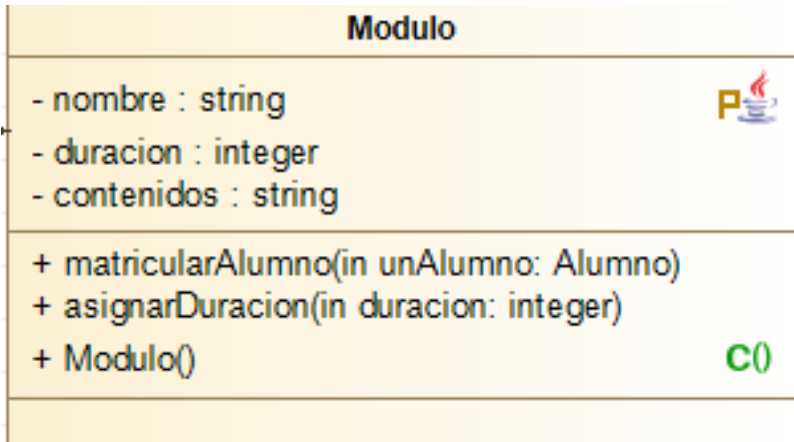 Modulo
- nombre : string
P
- duracion : integer
- contenidos : string
+ matricularAlumno(in unAlumno: Alumno)
+ asignarDuracion(in duracion: integer)
+ Modulo()
C()